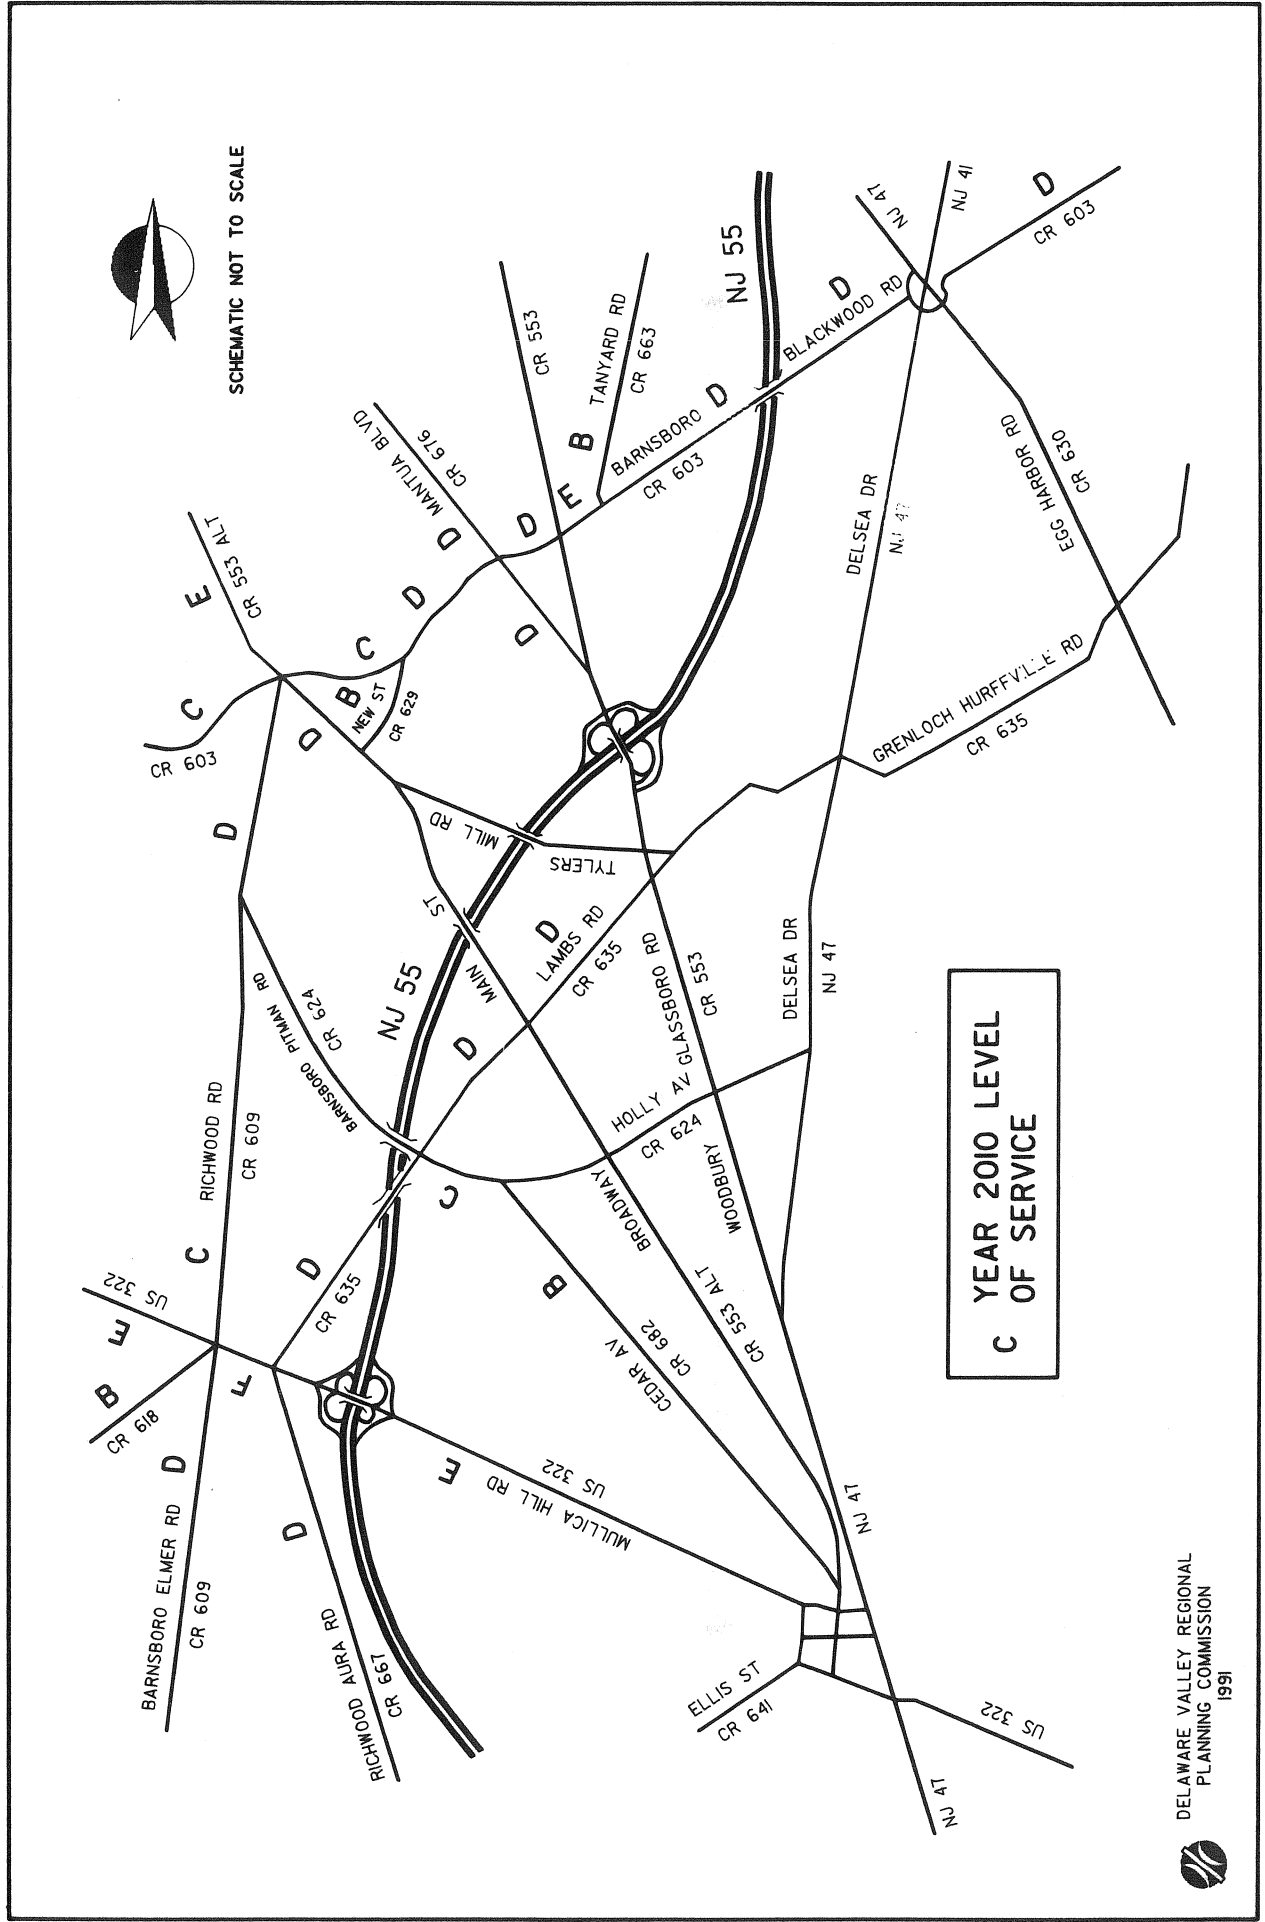 SCHEMATIC NOT TO SCALE
NJ 55
NJ 47
NJ 41
D
CR 603
D
BLACKWOOD RD
CR 553
TANYARD RD
CR 663
B
D
BARNSBORO
CR 603
E
D
MANTUA BLVD
CR 676
D
D
D
CR 553 ALT
E
C
CR 603
C
B
NEW ST
CR 629
D
D
DELSEA DR
NJ 47
EGG HARBOR RD
CR 630
GRENLOCH HURFFVILLE RD
CR 635
MILL RD
TYLERS
D
LAMBS RD
CR 635
ST
MAIN
NJ 55
D
BARNSBORO PITMAN RD
CR 624
RICHWOOD RD
CR 609
GLASSBORO RD
CR 553
WOODBURY
DELSEA DR
NJ 47
HOLLY AV
CR 624
BROADWAY
CR 553 ALT
C
B
CEDAR AV
CR 682
D
CR 635
C
US 322
E
B
CR 618
F
D
BARNSBORO ELMER RD
CR 609
D
RICHWOOD AURA RD
CR 667
E
US 322
MULLICA HILL RD
NJ 47
ELLIS ST
CR 641
US 322
NJ 47
C YEAR 2010 LEVEL
OF SERVICE
DELAWARE VALLEY REGIONAL
PLANNING COMMISSION
1991